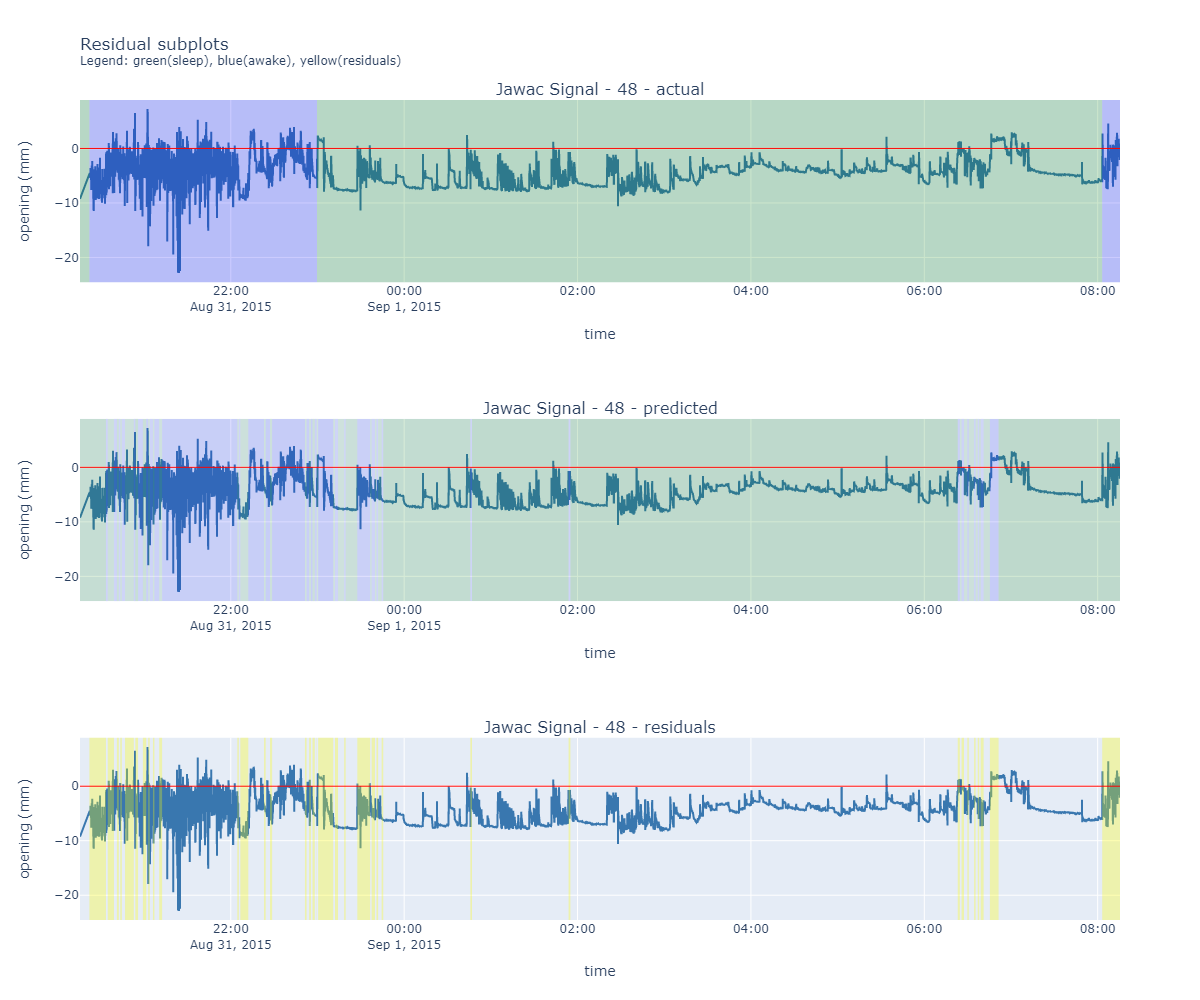 Residual subplots
Legend: green(sleep), blue(awake), yellow(residuals)
Jawac Signal - 48 - actual
opening (mm)
0
−10
−20
22:00
Aug 31, 2015
00:00
Sep 1, 2015
02:00
04:00
06:00
08:00
time
Jawac Signal - 48 - predicted
opening (mm)
0
−10
−20
22:00
Aug 31, 2015
00:00
Sep 1, 2015
02:00
04:00
06:00
08:00
time
Jawac Signal - 48 - residuals
opening (mm)
0
−10
−20
22:00
Aug 31, 2015
00:00
Sep 1, 2015
02:00
04:00
06:00
08:00
time